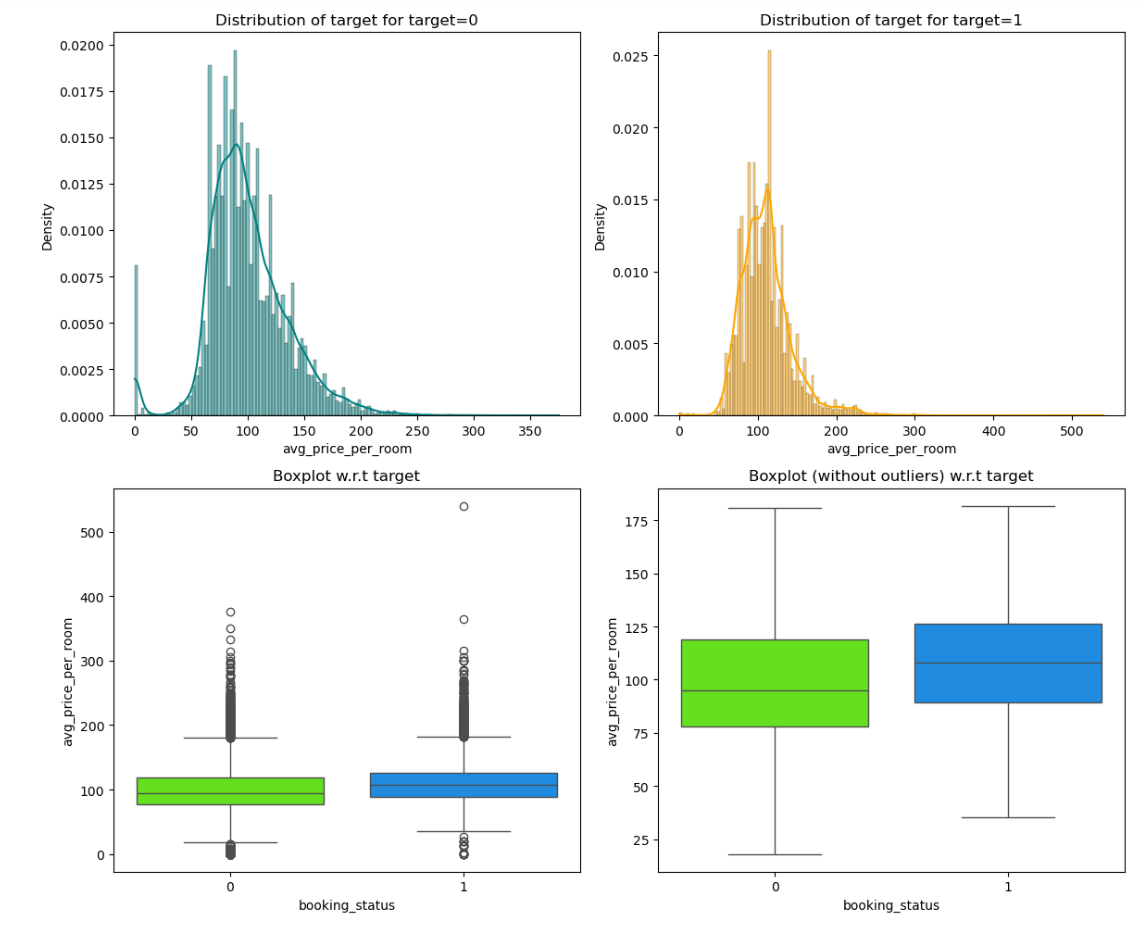 Distribution of target for target=0
0.0200
0.0175
0.0150
0.0125
0.0100
0.0075
0.0050
0.0025
0.0000
Density
0 50 100 150 200 250 300 350
avg_price_per_room
Distribution of target for target=1
0.025
0.020
0.015
0.010
0.005
0.000
Density
0 100 200 300 400 500
avg_price_per_room
Boxplot w.r.t target
500
400
300
200
100
0
avg_price_per_room
0 1
booking_status
Boxplot (without outliers) w.r.t target
175
150
125
100
75
50
25
avg_price_per_room
0 1
booking_status